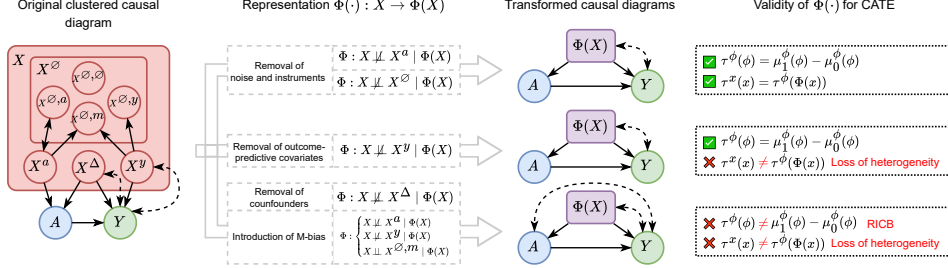 Original clustered causal
diagram
Representation Φ(·) : X → Φ(X)
Transformed causal diagrams
Validity of Φ(·) for CATE
X
X^∅
X^{∅,∅}
X^{∅,a}
X^{∅,m}
X^{∅,y}
X^a
X^Δ
X^y
A
Y
Removal of
noise and instruments
Φ : X ⊥̸⊥ X^a | Φ(X)
Φ : X ⊥̸⊥ X^∅ | Φ(X)
Removal of outcome-
predictive covariates
Φ : X ⊥̸⊥ X^y | Φ(X)
Removal of
counfounders
Φ : X ⊥̸⊥ X^Δ | Φ(X)
Introduction of M-bias
Φ : { X ⊥̸⊥ X^a | Φ(X)
X ⊥̸⊥ X^y | Φ(X)
X ⊥⊥ X^{∅,m} | Φ(X)
Φ(X)
A
Y
Φ(X)
A
Y
Φ(X)
A
Y
✓ τ^ϕ(ϕ) = μ_1^ϕ(ϕ) − μ_0^ϕ(ϕ)
✓ τ^x(x) = τ^ϕ(Φ(x))
✓ τ^ϕ(ϕ) = μ_1^ϕ(ϕ) − μ_0^ϕ(ϕ)
✗ τ^x(x) ≠ τ^ϕ(Φ(x)) Loss of heterogeneity
✗ τ^ϕ(ϕ) ≠ μ_1^ϕ(ϕ) − μ_0^ϕ(ϕ) RICB
✗ τ^x(x) ≠ τ^ϕ(Φ(x)) Loss of heterogeneity